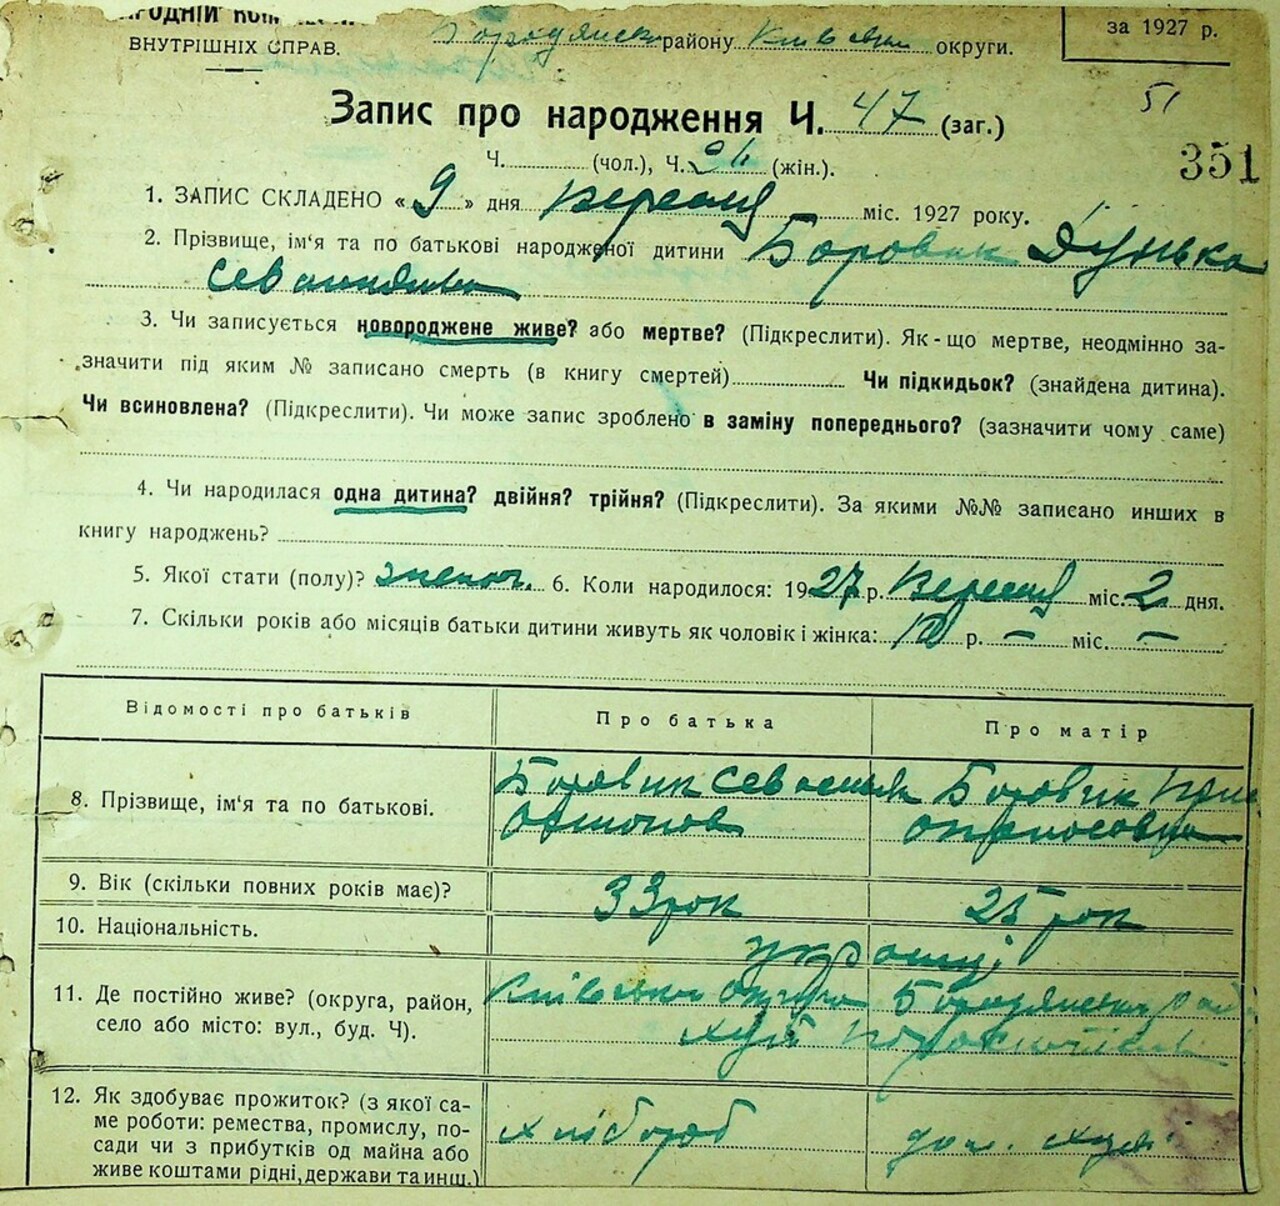 ВНУТРІШНІХ СПРАВ.
Бородянськ району Київськ округи.
за 1927 р.
51
Запис про народження Ч. 47 (заг.)
351
Ч. (чол.), Ч. (жін.).
1. ЗАПИС СКЛАДЕНО « 9 » дня Вересня міс. 1927 року.
2. Прізвище, ім‘я та по батькові народженої дитини Боровик Дунька
3. Чи записується новороджене живе? або мертве? (Підкреслити). Як-що мертве, неодмінно за-
значити під яким № записано смерть (в книгу смертей) Чи підкидьок? (знайдена дитина).
Чи всиновлена? (Підкреслити). Чи може запис зроблено в заміну попереднього? (зазначити чому саме)
4. Чи народилася одна дитина? двійня? трійня? (Підкреслити). За якими №№ записано инших в
книгу народжень?
5. Якої стати (полу)? жіноч. 6. Коли народилося: 1927 р. Вересня міс. 2 дня.
7. Скільки років або місяців батьки дитини живуть як чоловік і жінка: 10 р. — міс. —
Відомості про батьків Про батька Про матір
8. Прізвище, ім‘я та по батькові. Боровик Боровик
9. Вік (скільки повних років має)? 33 рок 25 рок
10. Національність. українці
11. Де постійно живе? (округа, район, Київська округа Бородянськ рай
село або місто: вул., буд. Ч). хут
12. Як здобуває прожиток? (з якої са-
ме роботи: ремества, промислу, по- хлібороб дом. хазяй
сади чи з прибутків од майна або
живе коштами рідні, держави та инш.)